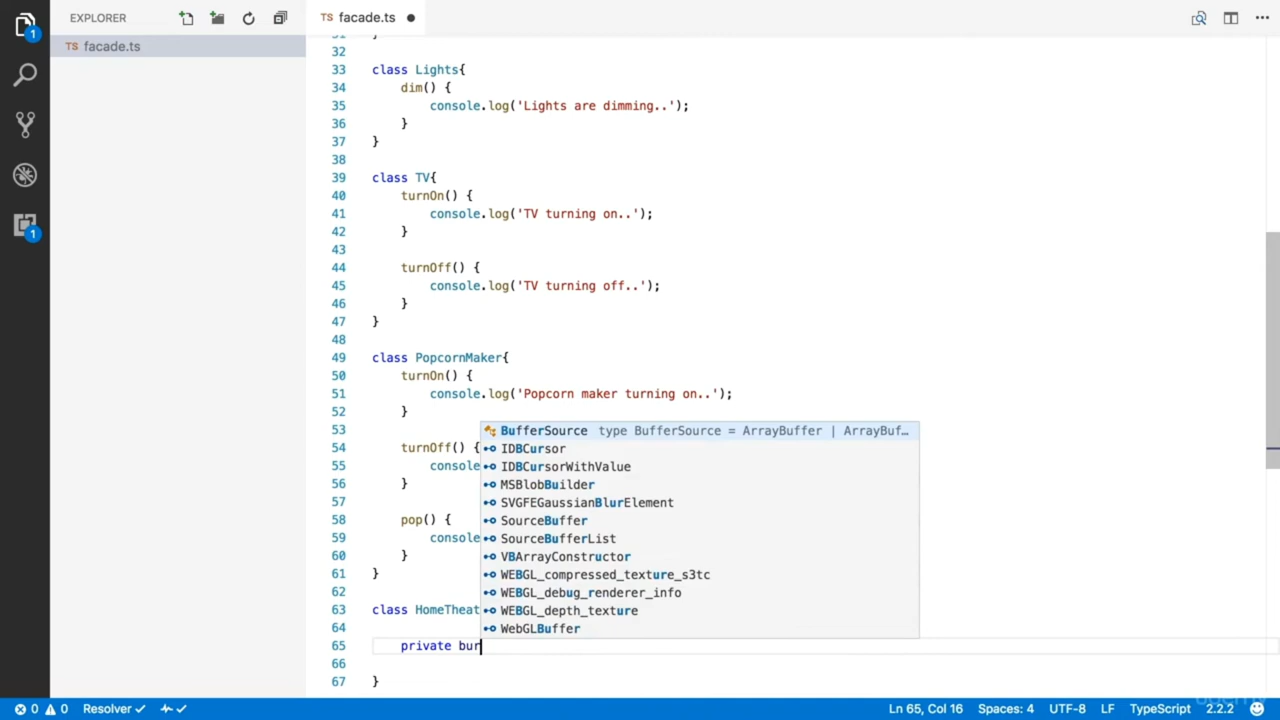 EXPLORER
TS facade.ts
1
TS facade.ts
1
31 }
32
33 class Lights{
34 dim() {
35 console.log('Lights are dimming..');
36 }
37 }
38
39 class TV{
40 turnOn() {
41 console.log('TV turning on..');
42 }
43
44 turnOff() {
45 console.log('TV turning off..');
46 }
47 }
48
49 class PopcornMaker{
50 turnOn() {
51 console.log('Popcorn maker turning on..');
52 }
53
54 turnOff() {
55 console
56 }
57
58 pop() {
59 console
60 }
61 }
62
63 class HomeTheat
64
65 private bur
66
67 }
BufferSource type BufferSource = ArrayBuffer | ArrayBuf…
IDBCursor
IDBCursorWithValue
MSBlobBuilder
SVGFEGaussianBlurElement
SourceBuffer
SourceBufferList
VBArrayConstructor
WEBGL_compressed_texture_s3tc
WEBGL_debug_renderer_info
WEBGL_depth_texture
WebGLBuffer
0 0 Resolver Ln 65, Col 16 Spaces: 4 UTF-8 LF TypeScript 2.2.2